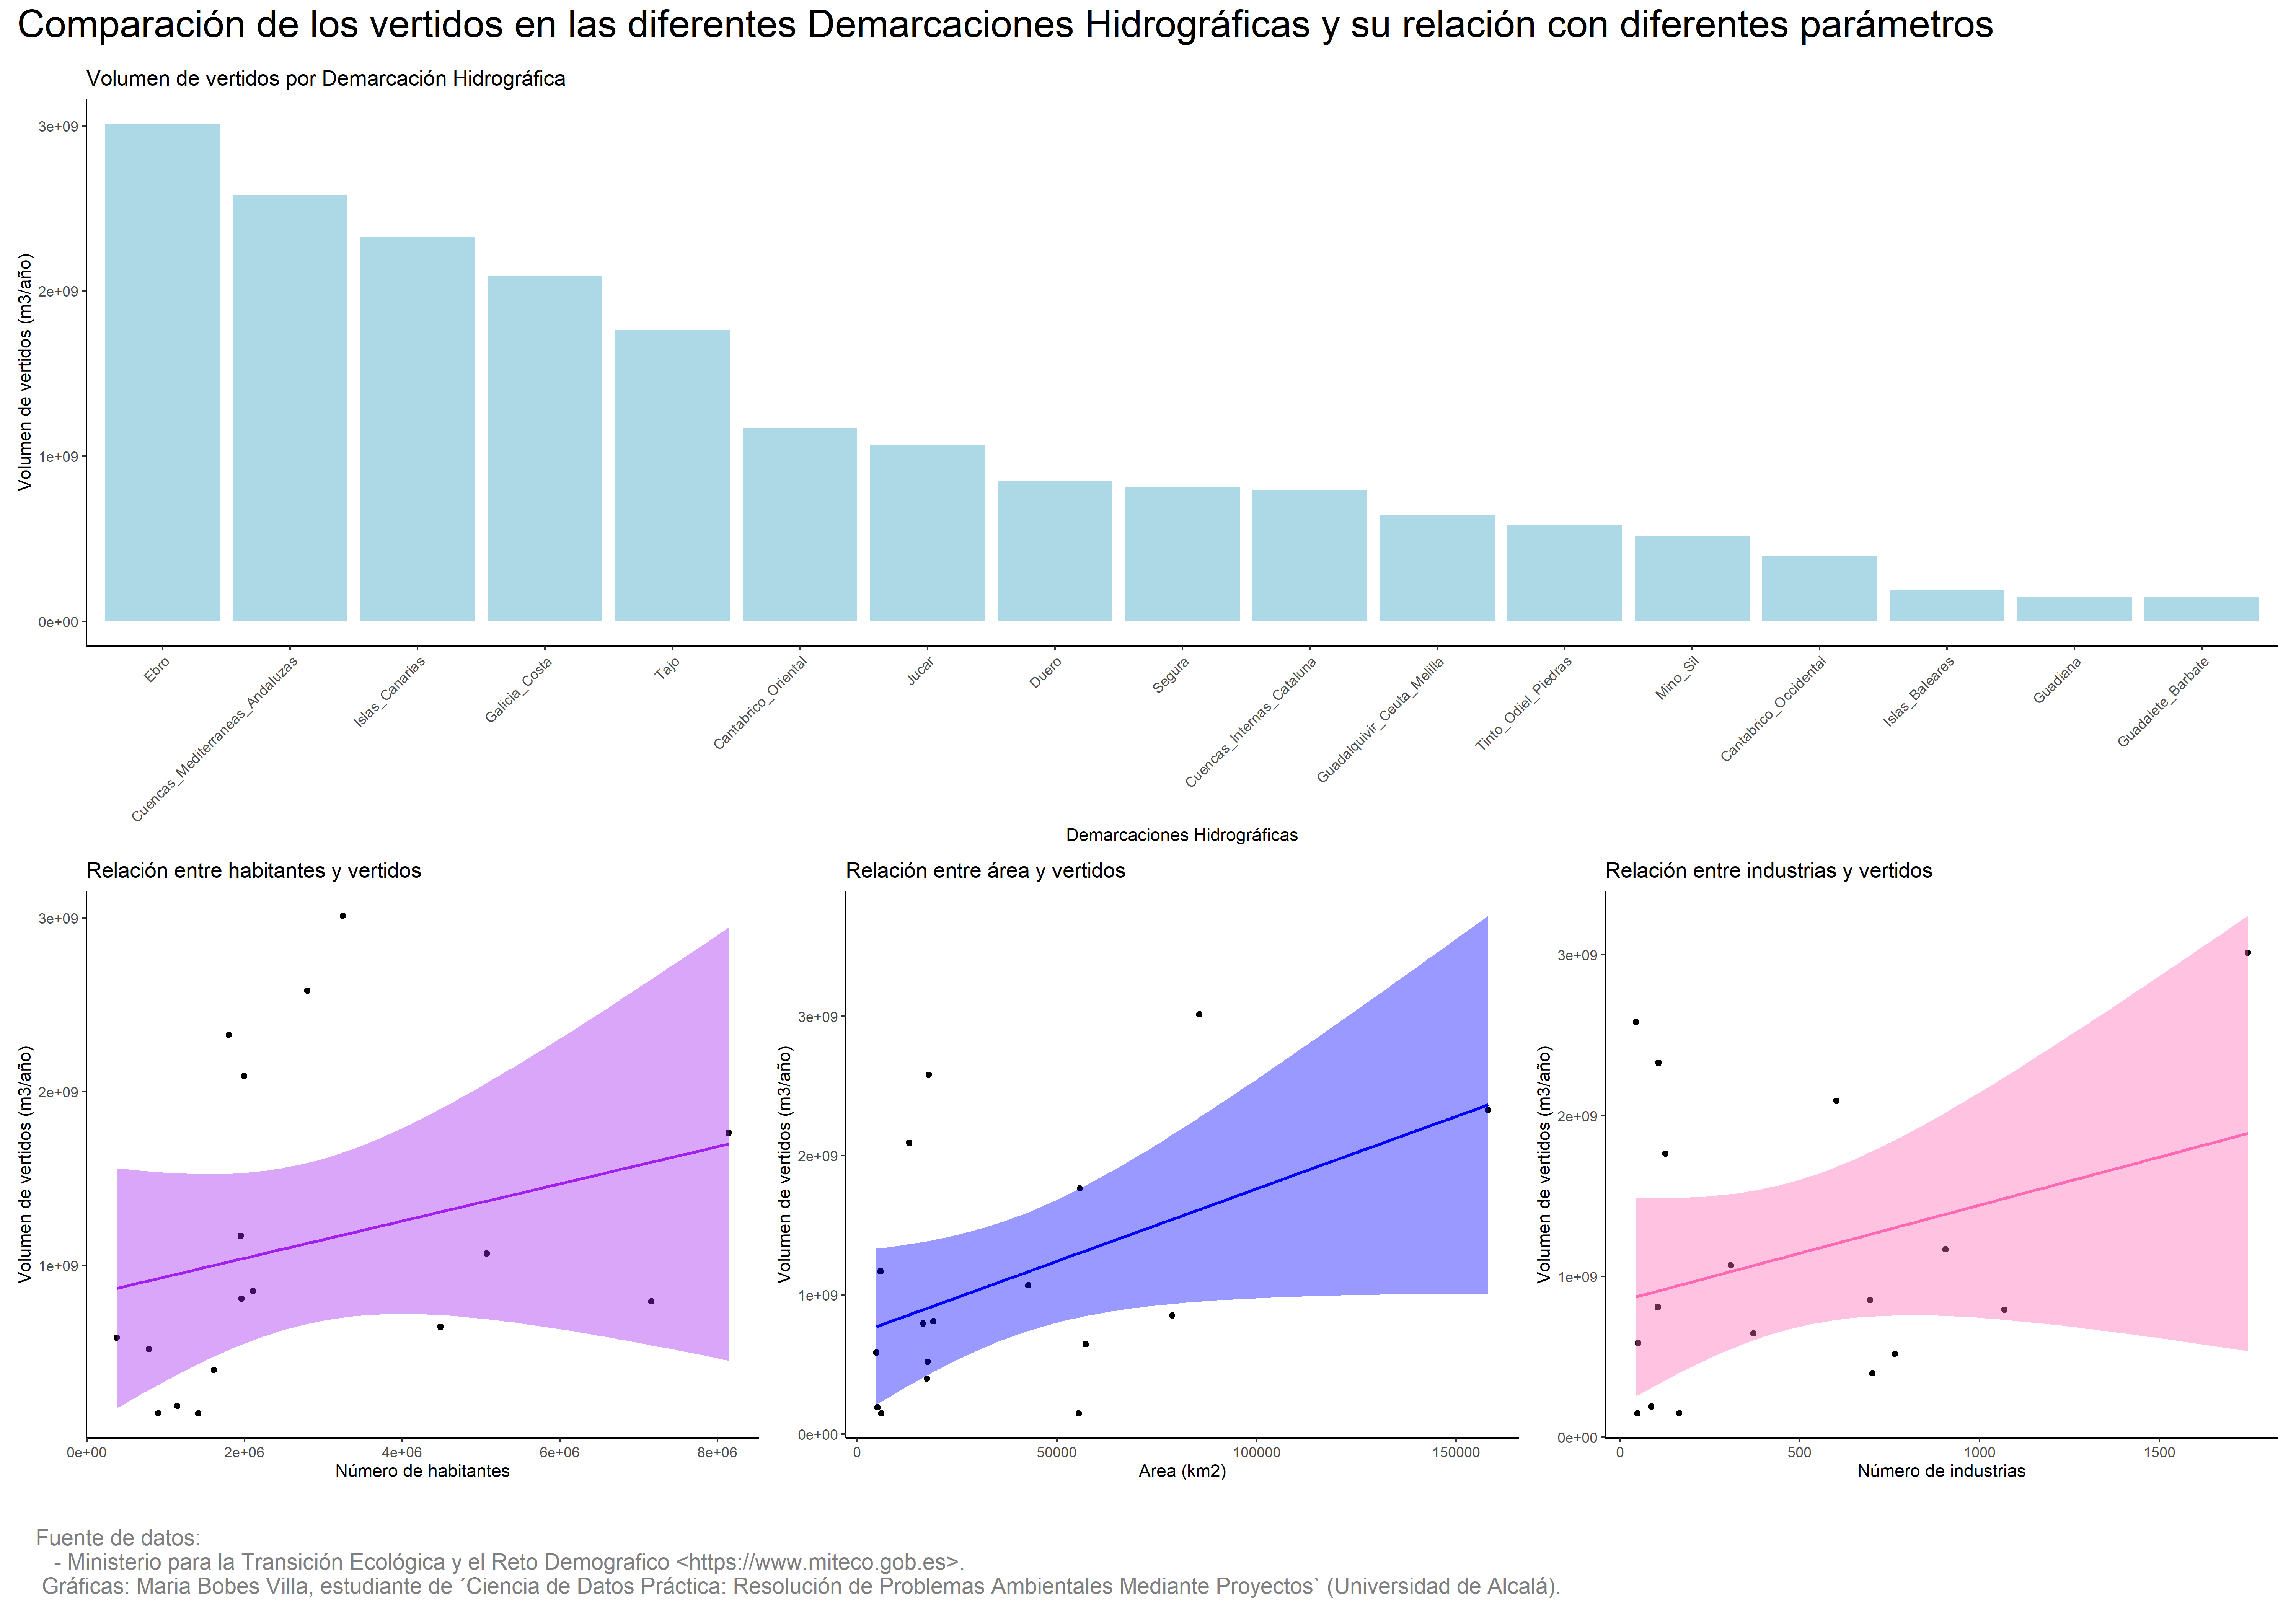 Comparación de los vertidos en las diferentes Demarcaciones Hidrográficas y su relación con diferentes parámetros
Volumen de vertidos por Demarcación Hidrográfica
Volumen de vertidos (m3/año)
3e+09
2e+09
1e+09
0e+00
Ebro
Cuencas_Mediterraneas_Andaluzas
Islas_Canarias
Galicia_Costa
Tajo
Cantabrico_Oriental
Jucar
Duero
Segura
Cuencas_Internas_Cataluna
Guadalquivir_Ceuta_Melilla
Tinto_Odiel_Piedras
Mino_Sil
Cantabrico_Occidental
Islas_Baleares
Guadiana
Guadalete_Barbate
Demarcaciones Hidrográficas
Relación entre habitantes y vertidos
Volumen de vertidos (m3/año)
3e+09
2e+09
1e+09
0e+00
2e+06
4e+06
6e+06
8e+06
Número de habitantes
Relación entre área y vertidos
Volumen de vertidos (m3/año)
3e+09
2e+09
1e+09
0e+00
0
50000
100000
150000
Area (km2)
Relación entre industrias y vertidos
Volumen de vertidos (m3/año)
3e+09
2e+09
1e+09
0e+00
0
500
1000
1500
Número de industrias
Fuente de datos:
- Ministerio para la Transición Ecológica y el Reto Demografico <https://www.miteco.gob.es>.
Gráficas: Maria Bobes Villa, estudiante de ´Ciencia de Datos Práctica: Resolución de Problemas Ambientales Mediante Proyectos` (Universidad de Alcalá).